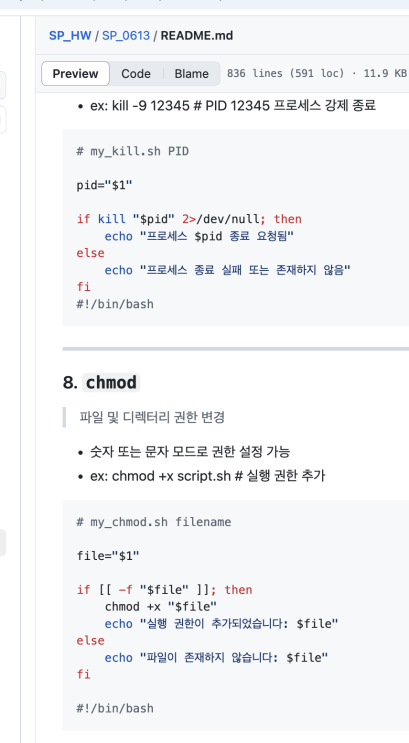 SP_HW / SP_0613 / README.md
Preview Code Blame 836 lines (591 loc) · 11.9 KB
• ex: kill -9 12345 # PID 12345 프로세스 강제 종료
# my_kill.sh PID
pid="$1"
if kill "$pid" 2>/dev/null; then
echo "프로세스 $pid 종료 요청됨"
else
echo "프로세스 종료 실패 또는 존재하지 않음"
fi
#!/bin/bash
8. chmod
파일 및 디렉터리 권한 변경
• 숫자 또는 문자 모드로 권한 설정 가능
• ex: chmod +x script.sh # 실행 권한 추가
# my_chmod.sh filename
file="$1"
if [[ -f "$file" ]]; then
chmod +x "$file"
echo "실행 권한이 추가되었습니다: $file"
else
echo "파일이 존재하지 않습니다: $file"
fi
#!/bin/bash